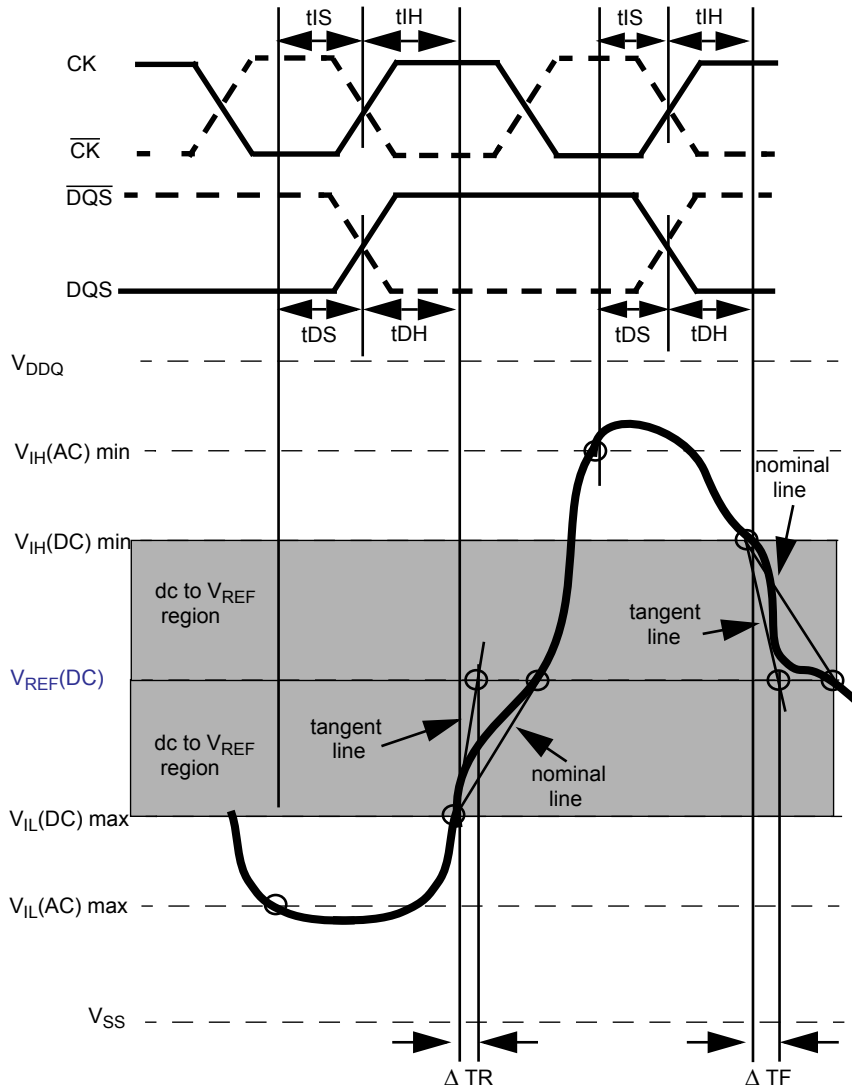 tIS tIH tIS tIH
CK
CK
DQS
DQS
tDS tDH tDS tDH
VDDQ
VIH(AC) min
nominal
line
VIH(DC) min
dc to VREF
region
tangent
line
VREF(DC)
tangent
line
dc to VREF
region
nominal
line
VIL(DC) max
VIL(AC) max
VSS
Δ TR Δ TF